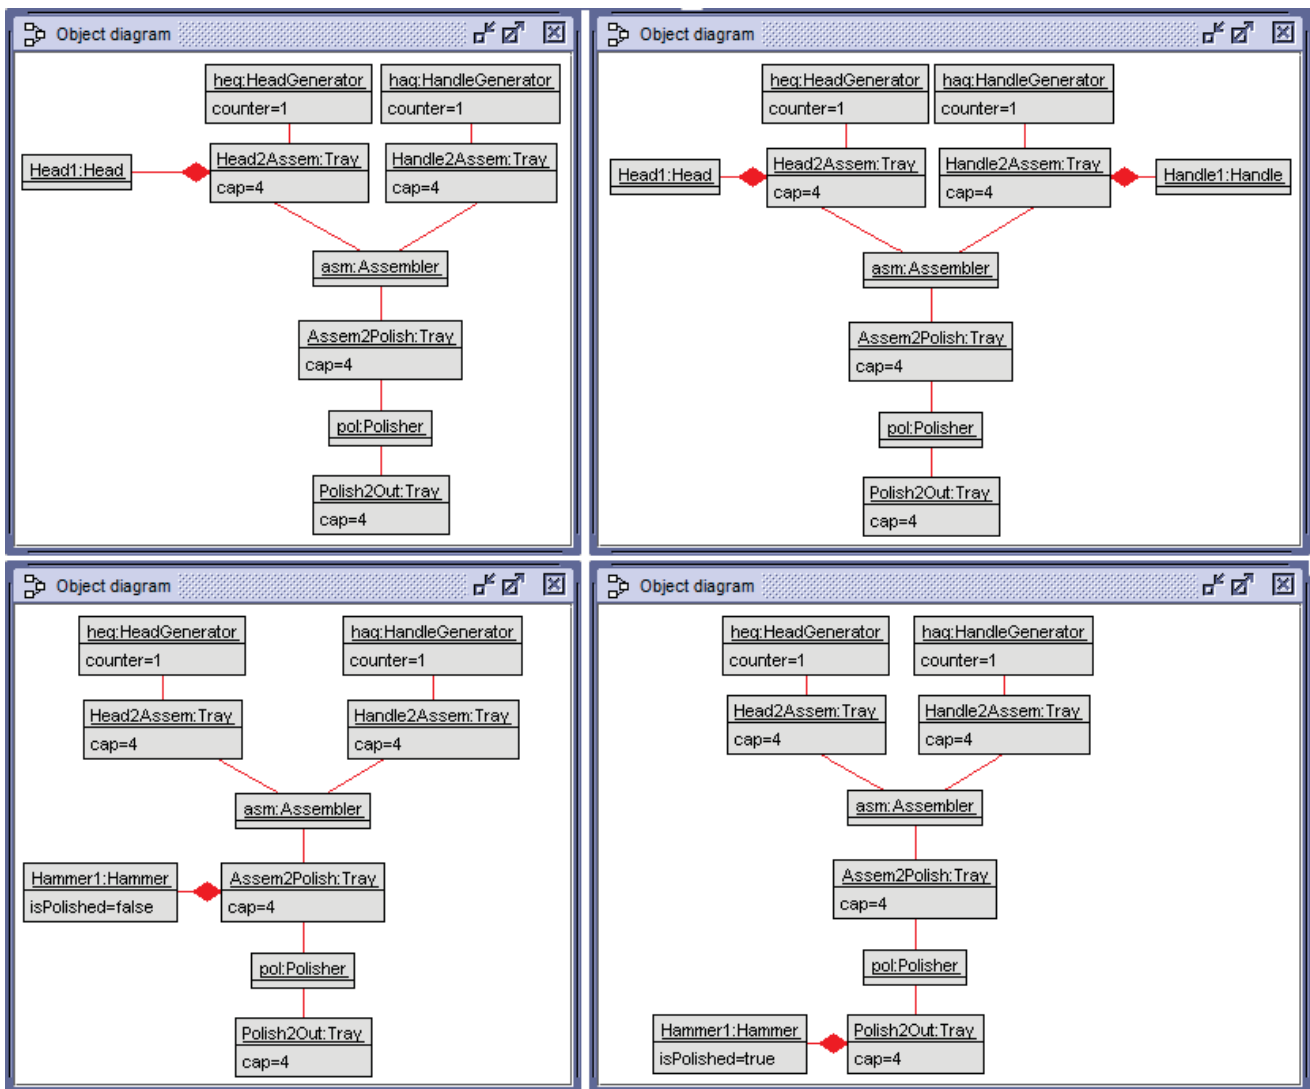 Object diagram
heg:HeadGenerator
counter=1
hag:HandleGenerator
counter=1
Head1:Head
Head2Assem:Tray
cap=4
Handle2Assem:Tray
cap=4
asm:Assembler
Assem2Polish:Tray
cap=4
pol:Polisher
Polish2Out:Tray
cap=4
Object diagram
heg:HeadGenerator
counter=1
hag:HandleGenerator
counter=1
Head1:Head
Head2Assem:Tray
cap=4
Handle2Assem:Tray
cap=4
Handle1:Handle
asm:Assembler
Assem2Polish:Tray
cap=4
pol:Polisher
Polish2Out:Tray
cap=4
Object diagram
heg:HeadGenerator
counter=1
hag:HandleGenerator
counter=1
Head2Assem:Tray
cap=4
Handle2Assem:Tray
cap=4
asm:Assembler
Hammer1:Hammer
isPolished=false
Assem2Polish:Tray
cap=4
pol:Polisher
Polish2Out:Tray
cap=4
Object diagram
heg:HeadGenerator
counter=1
hag:HandleGenerator
counter=1
Head2Assem:Tray
cap=4
Handle2Assem:Tray
cap=4
asm:Assembler
Assem2Polish:Tray
cap=4
pol:Polisher
Hammer1:Hammer
isPolished=true
Polish2Out:Tray
cap=4